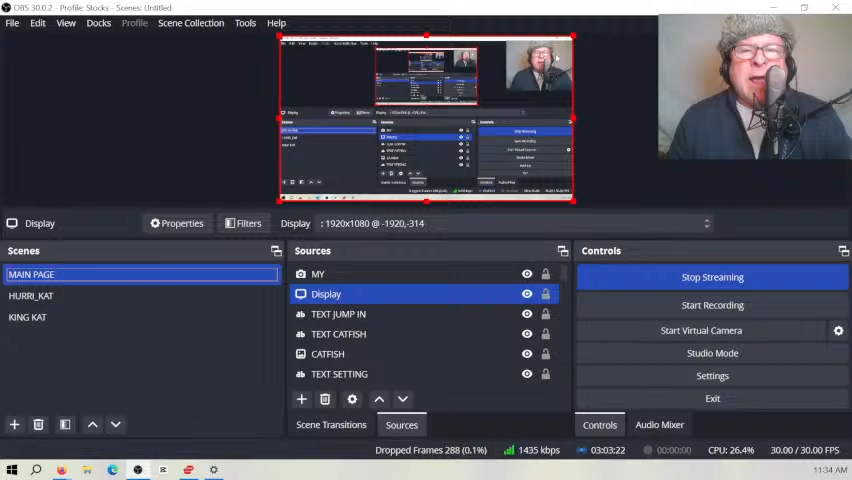 OBS 30.0.2 - Profile: Stocks - Scenes: Untitled
File Edit View Docks Profile Scene Collection Tools Help
Display Properties Filters Display : 1920x1080 @ -1920,-314
Scenes
MAIN PAGE
HURRI_KAT
KING KAT
Sources
MY
Display
TEXT JUMP IN
TEXT CATFISH
CATFISH
TEXT SETTING
Scene Transitions Sources
Controls
Stop Streaming
Start Recording
Start Virtual Camera
Studio Mode
Settings
Exit
Controls Audio Mixer
Dropped Frames 288 (0.1%) 1435 kbps 03:03:22 00:00:00 CPU: 26.4% 30.00 / 30.00 FPS
11:34 AM